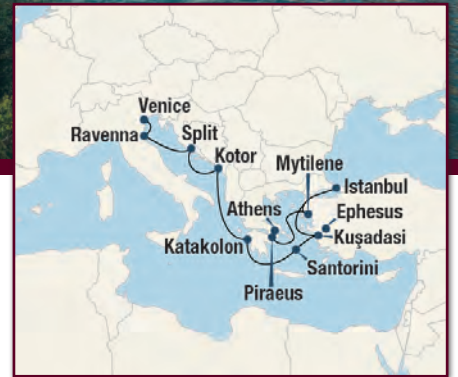 Venice
Ravenna
Split
Kotor
Mytilene
Istanbul
Athens
Ephesus
Kuşadasi
Katakolon
Santorini
Piraeus